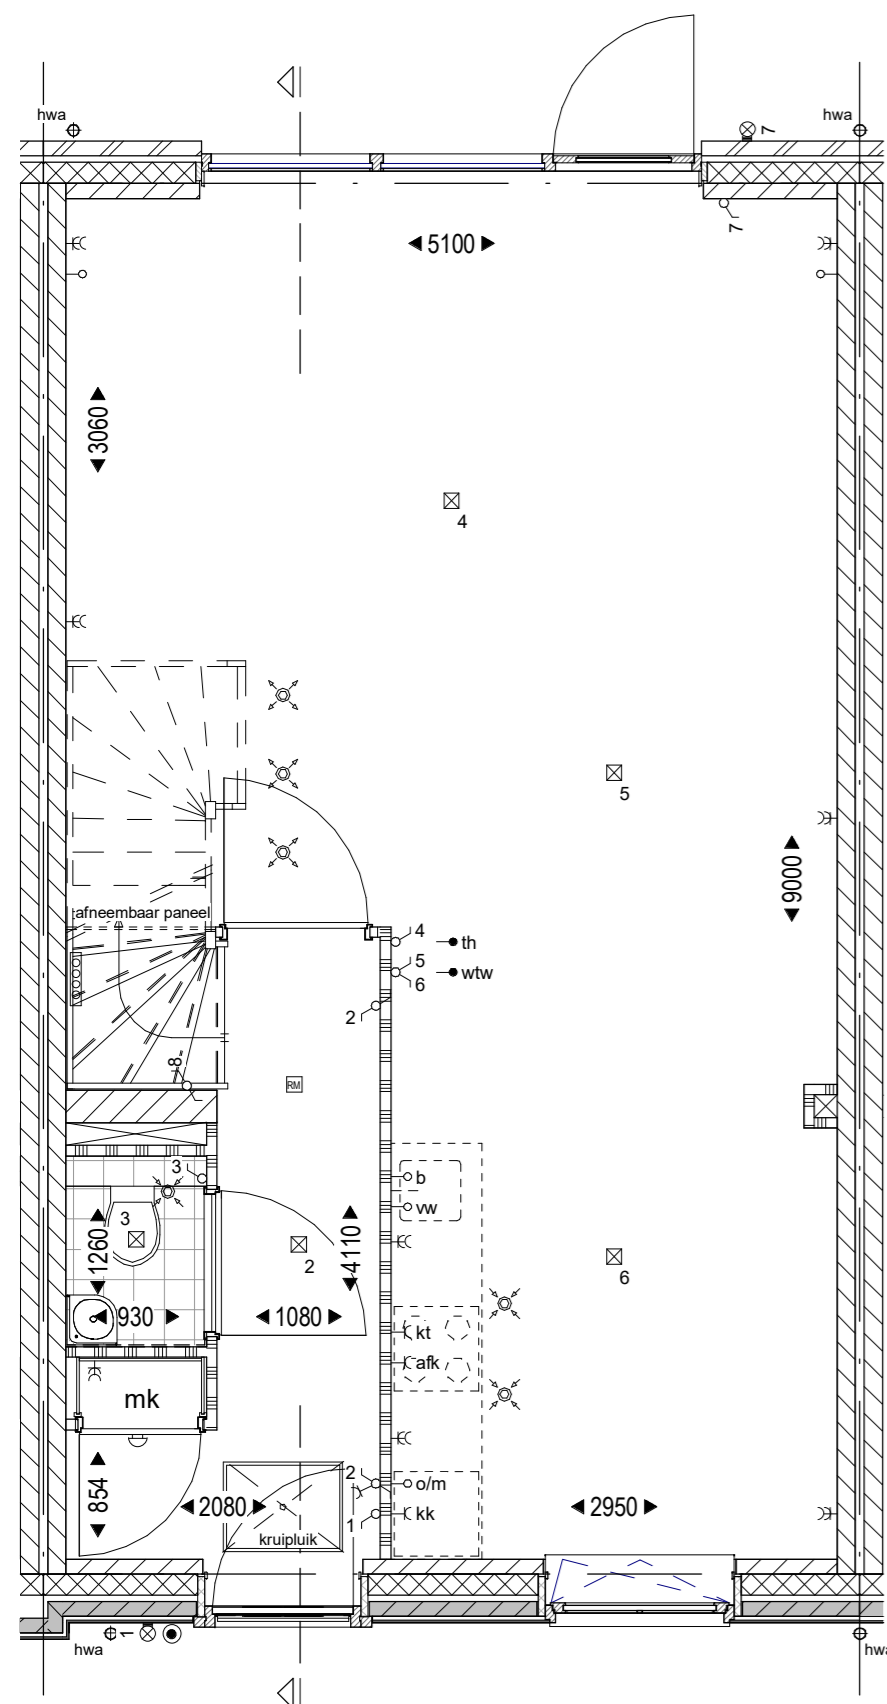 hwa
hwa
7
7
5100
3060
4
5
9000
afneembaar paneel
4
th
5
wtw
6
2
8
RM
3
b
vw
3
1260
2
4110
6
930
1080
kt
afk
mk
2
o/m
854
2080
2950
1
kk
kruipluik
1
hwa
hwa